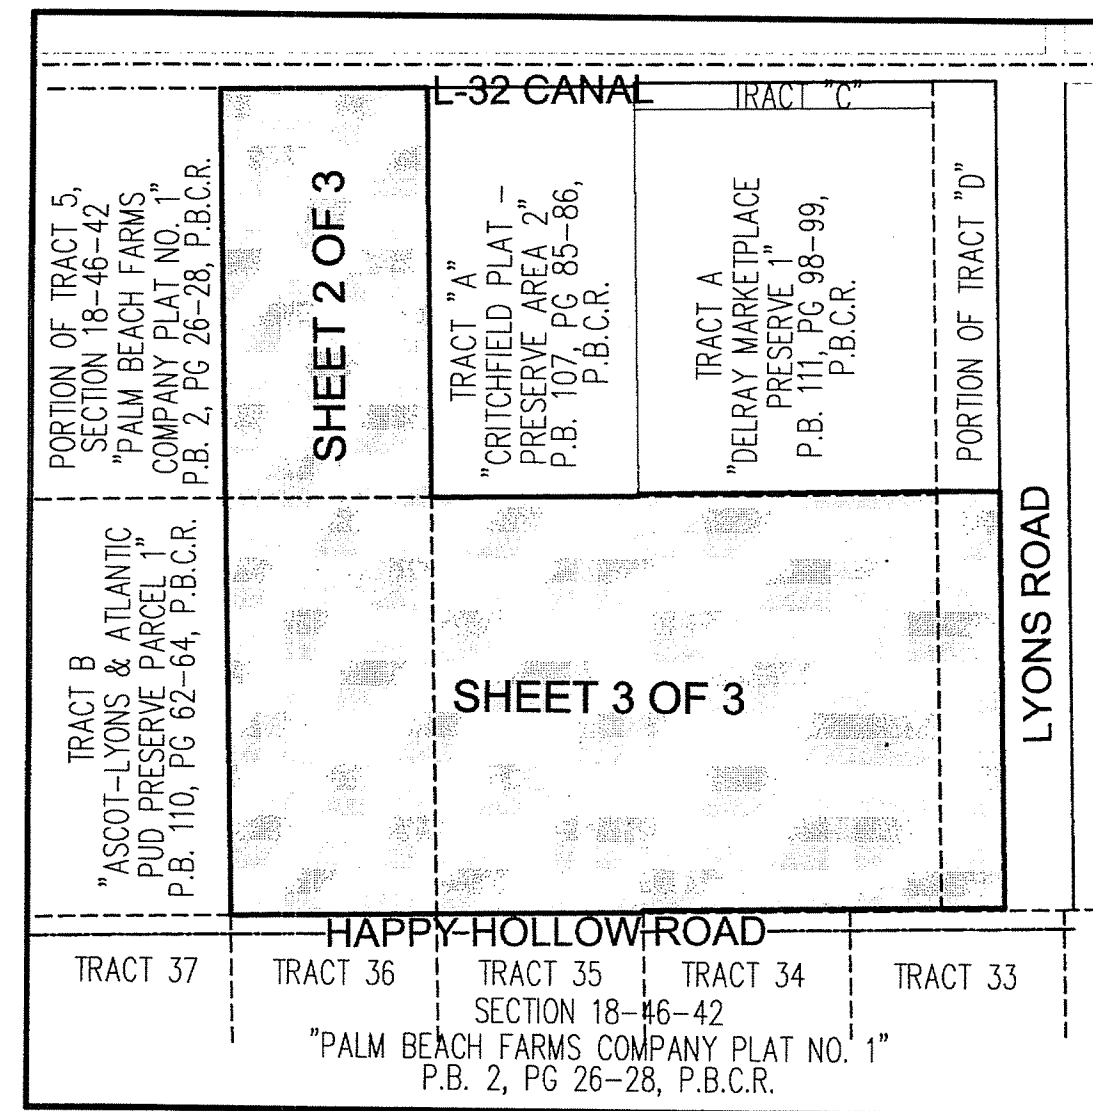 L-32 CANAL
TRACT "C"
PORTION OF TRACT 5,
SECTION 18-46-42
"PALM BEACH FARMS
COMPANY PLAT NO. 1"
P.B. 2, PG 26-28, P.B.C.R.
SHEET 2 OF 3
TRACT "A"
"CRITCHFIELD PLAT -
PRESERVE AREA 2"
P.B. 107, PG 85-86,
P.B.C.R.
TRACT A
"DELRAY MARKETPLACE
PRESERVE 1"
P.B. 111, PG 98-99,
P.B.C.R.
PORTION OF TRACT "D"
LYONS ROAD
TRACT B
"ASCOT-LYONS & ATLANTIC
PUD PRESERVE PARCEL 1"
P.B. 110, PG 62-64, P.B.C.R.
SHEET 3 OF 3
HAPPY HOLLOW ROAD
TRACT 37
TRACT 36
TRACT 35
TRACT 34
TRACT 33
SECTION 18-46-42
"PALM BEACH FARMS COMPANY PLAT NO. 1"
P.B. 2, PG 26-28, P.B.C.R.